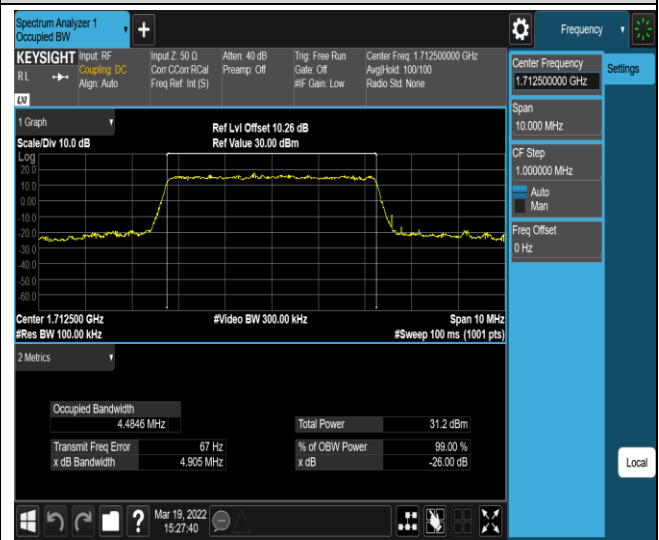 Spectrum Analyzer 1
Occupied BW
+
Frequency
KEYSIGHT
RL
LXI
Input: RF
Coupling: DC
Align: Auto
Input Z: 50 Ω
Corr CCorr RCal
Freq Ref: Int (S)
Atten: 40 dB
Preamp: Off
Trig: Free Run
Gate: Off
#IF Gain: Low
Center Freq: 1.712500000 GHz
Avg|Hold: 100/100
Radio Std: None
Center Frequency
1.712500000 GHz
Settings
Span
10.000 MHz
CF Step
1.000000 MHz
Auto
Man
Freq Offset
0 Hz
1 Graph
Ref Lvl Offset 10.26 dB
Scale/Div 10.0 dB
Ref Value 30.00 dBm
Log
20.0
10.0
0.00
-10.0
-20.0
-30.0
-40.0
-50.0
-60.0
Center 1.712500 GHz
#Video BW 300.00 kHz
Span 10 MHz
#Res BW 100.00 kHz
#Sweep 100 ms (1001 pts)
2 Metrics
Occupied Bandwidth
4.4846 MHz
Total Power 31.2 dBm
Transmit Freq Error 67 Hz
% of OBW Power 99.00 %
x dB Bandwidth 4.905 MHz
x dB -26.00 dB
Local
?
Mar 19, 2022
15:27:40